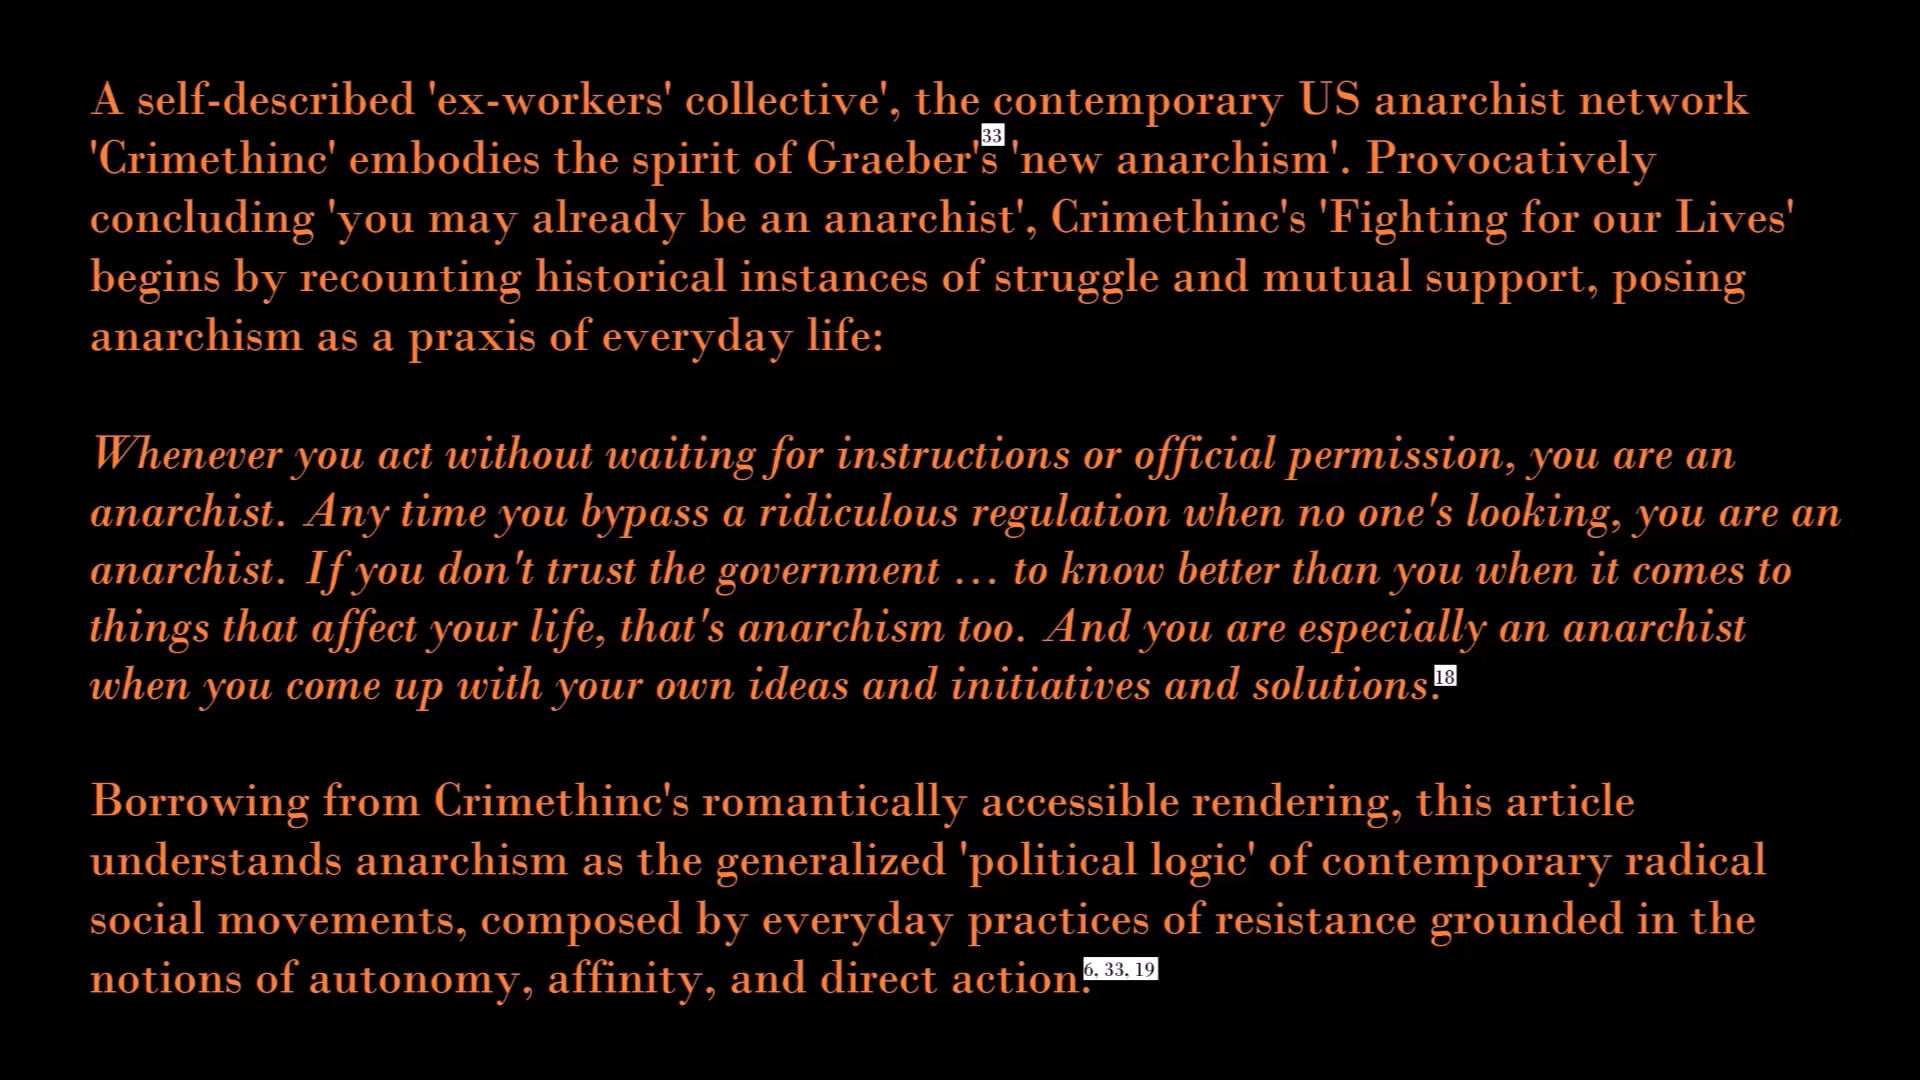 A self-described 'ex-workers' collective', the contemporary US anarchist network
'Crimethinc' embodies the spirit of Graeber's33 'new anarchism'. Provocatively
concluding 'you may already be an anarchist', Crimethinc's 'Fighting for our Lives'
begins by recounting historical instances of struggle and mutual support, posing
anarchism as a praxis of everyday life:
Whenever you act without waiting for instructions or official permission, you are an
anarchist. Any time you bypass a ridiculous regulation when no one's looking, you are an
anarchist. If you don't trust the government … to know better than you when it comes to
things that affect your life, that's anarchism too. And you are especially an anarchist
when you come up with your own ideas and initiatives and solutions.18
Borrowing from Crimethinc's romantically accessible rendering, this article
understands anarchism as the generalized 'political logic' of contemporary radical
social movements, composed by everyday practices of resistance grounded in the
notions of autonomy, affinity, and direct action.6, 33, 19